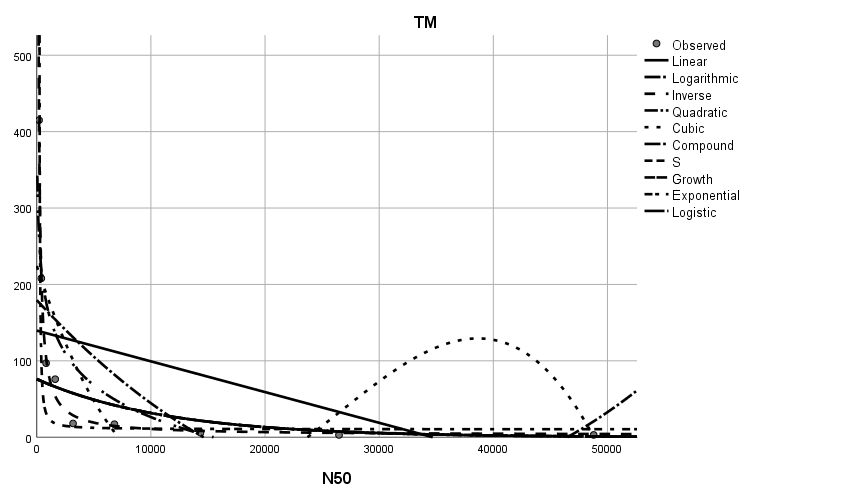 TM
500
400
300
200
100
0
0
10000
20000
30000
40000
50000
N50
Observed
Linear
Logarithmic
Inverse
Quadratic
Cubic
Compound
S
Growth
Exponential
Logistic